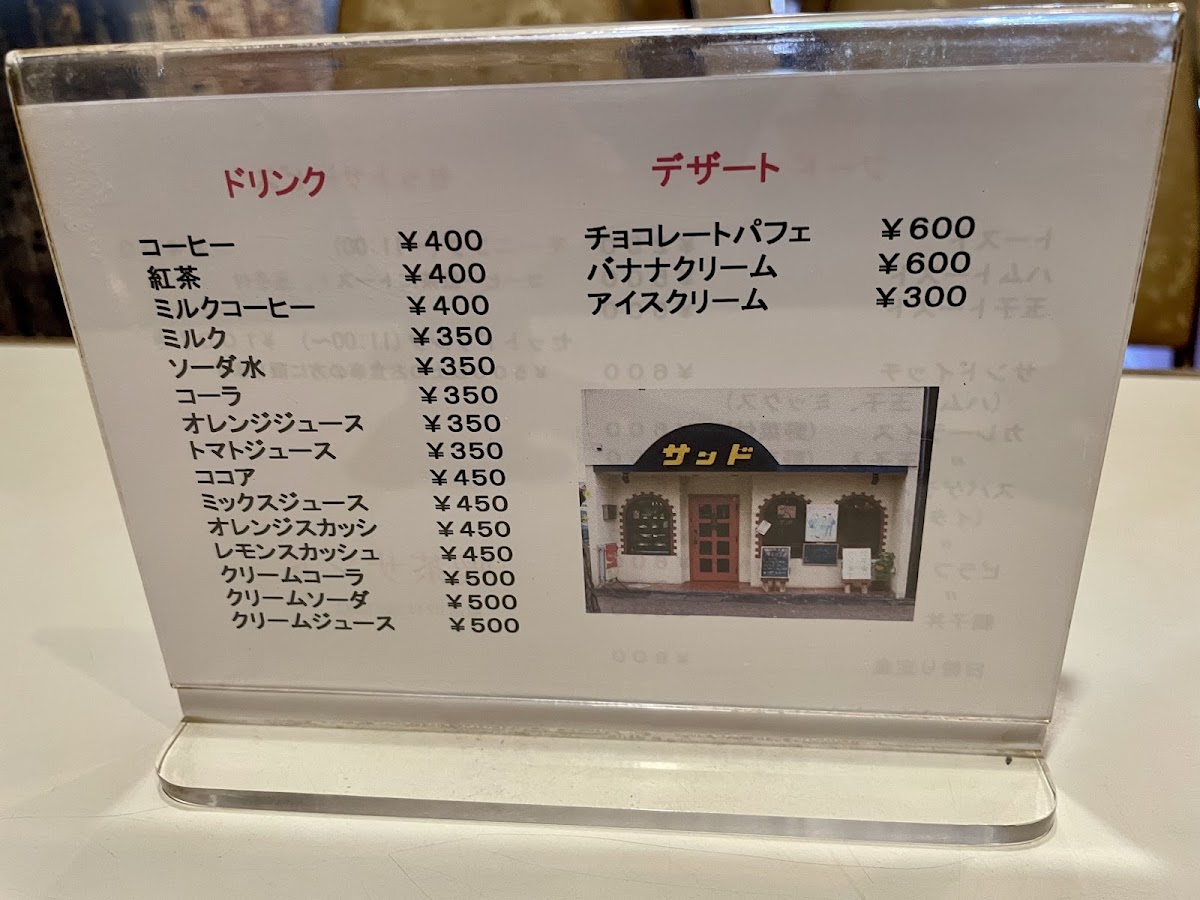 ドリンク
コーヒー ￥400
紅茶 ￥400
ミルクコーヒー ￥400
ミルク ￥350
ソーダ水 ￥350
コーラ ￥350
オレンジジュース ￥350
トマトジュース ￥350
ココア ￥450
ミックスジュース ￥450
オレンジスカッシ ￥450
レモンスカッシュ ￥450
クリームコーラ ￥500
クリームソーダ ￥500
クリームジュース ￥500
デザート
チョコレートパフェ ￥600
バナナクリーム ￥600
アイスクリーム ￥300
サンド